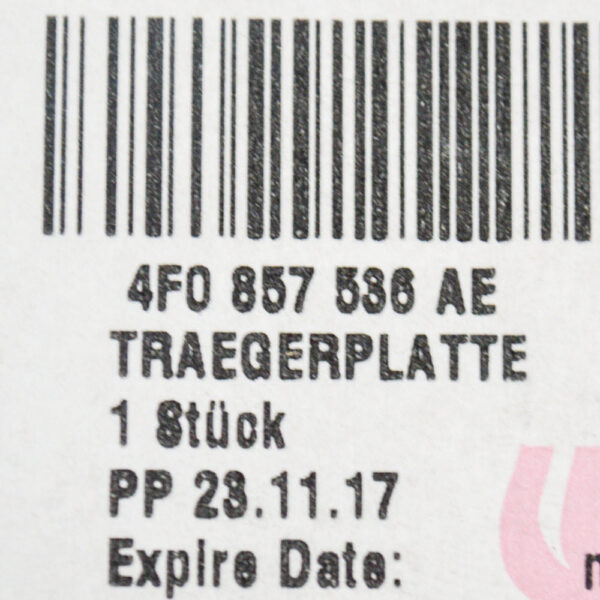 4F0 857 536 AE
TRAEGERPLATTE
1 Stück
PP 23.11.17
Expire Date: